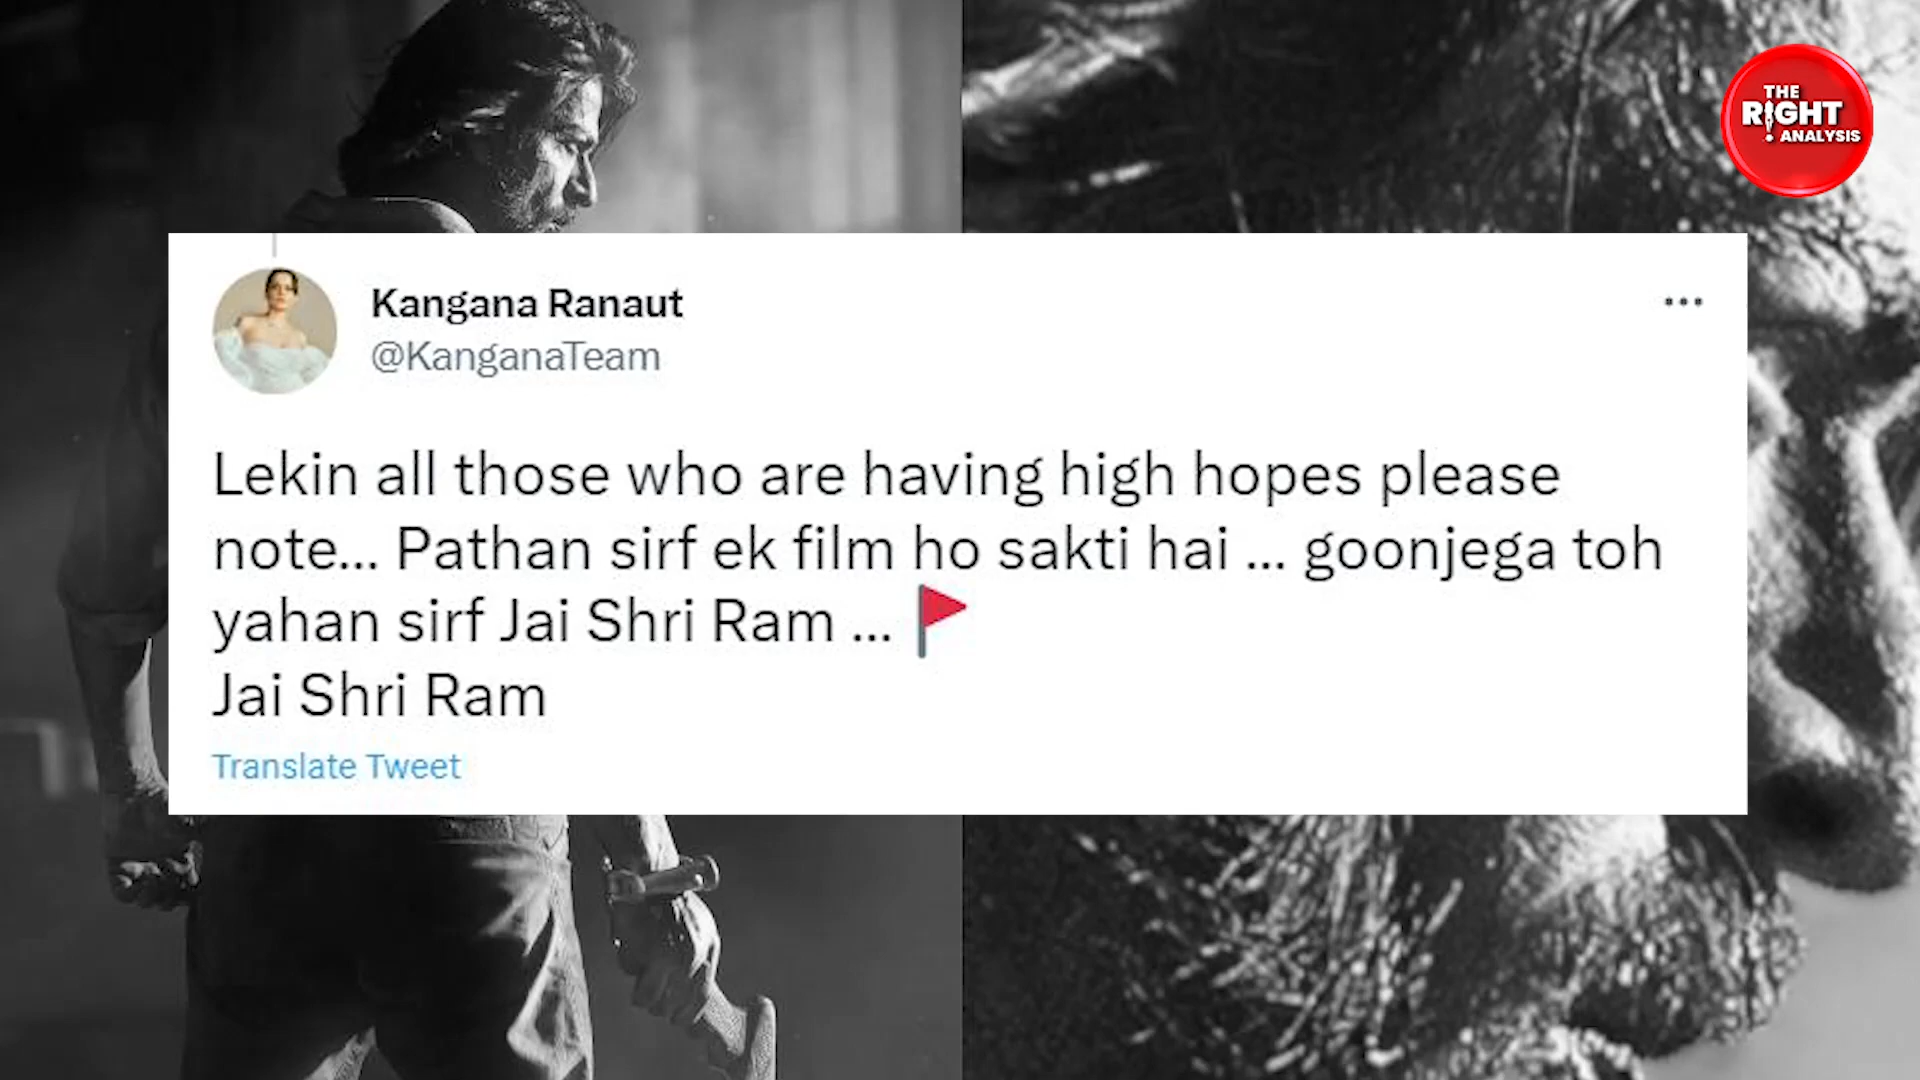 THE
RIGHT
ANALYSIS
Kangana Ranaut
@KanganaTeam
Lekin all those who are having high hopes please
note... Pathan sirf ek film ho sakti hai ... goonjega toh
yahan sirf Jai Shri Ram ... 🚩
Jai Shri Ram
Translate Tweet